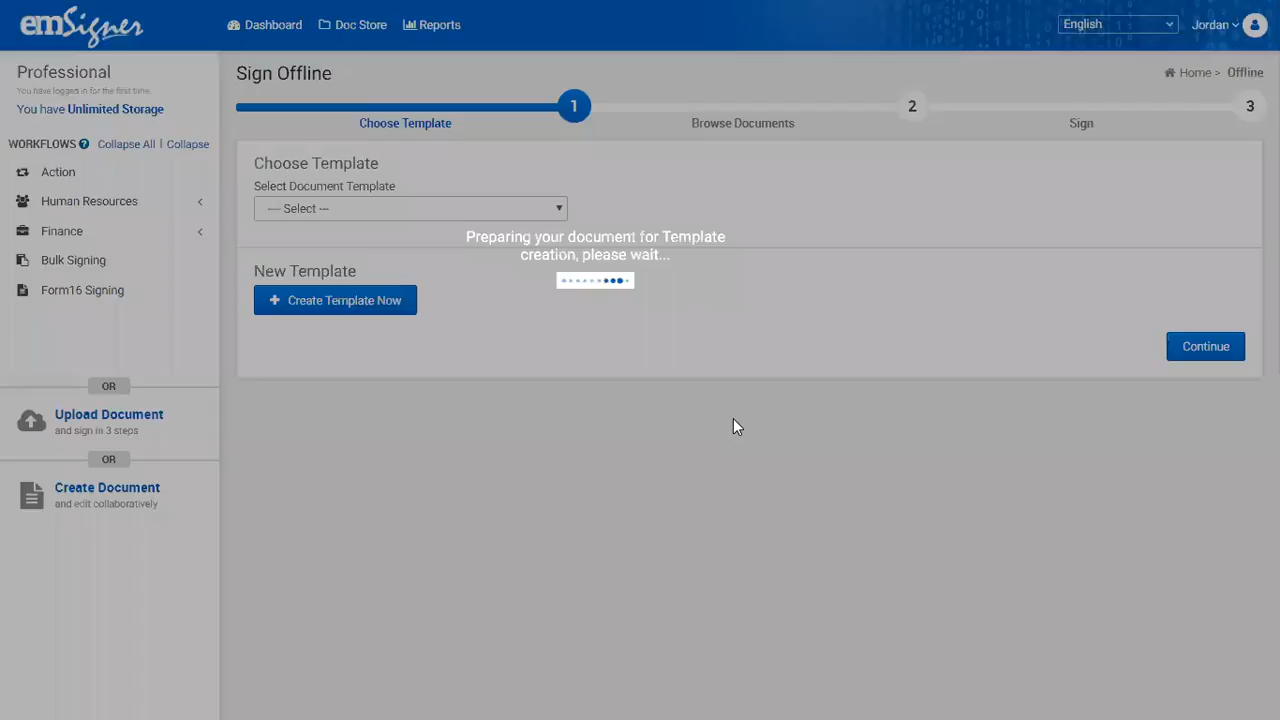 emSigner
Dashboard
Doc Store
Reports
English
Jordan
Professional
You have logged in for the first time.
You have Unlimited Storage
WORKFLOWS ? Collapse All | Collapse
Action
Human Resources
Finance
Bulk Signing
Form16 Signing
OR
Upload Document
and sign in 3 steps
OR
Create Document
and edit collaboratively
Sign Offline
Home > Offline
1
2
3
Choose Template
Browse Documents
Sign
Choose Template
Select Document Template
---- Select ---
Preparing your document for Template
creation, please wait...
New Template
+ Create Template Now
Continue